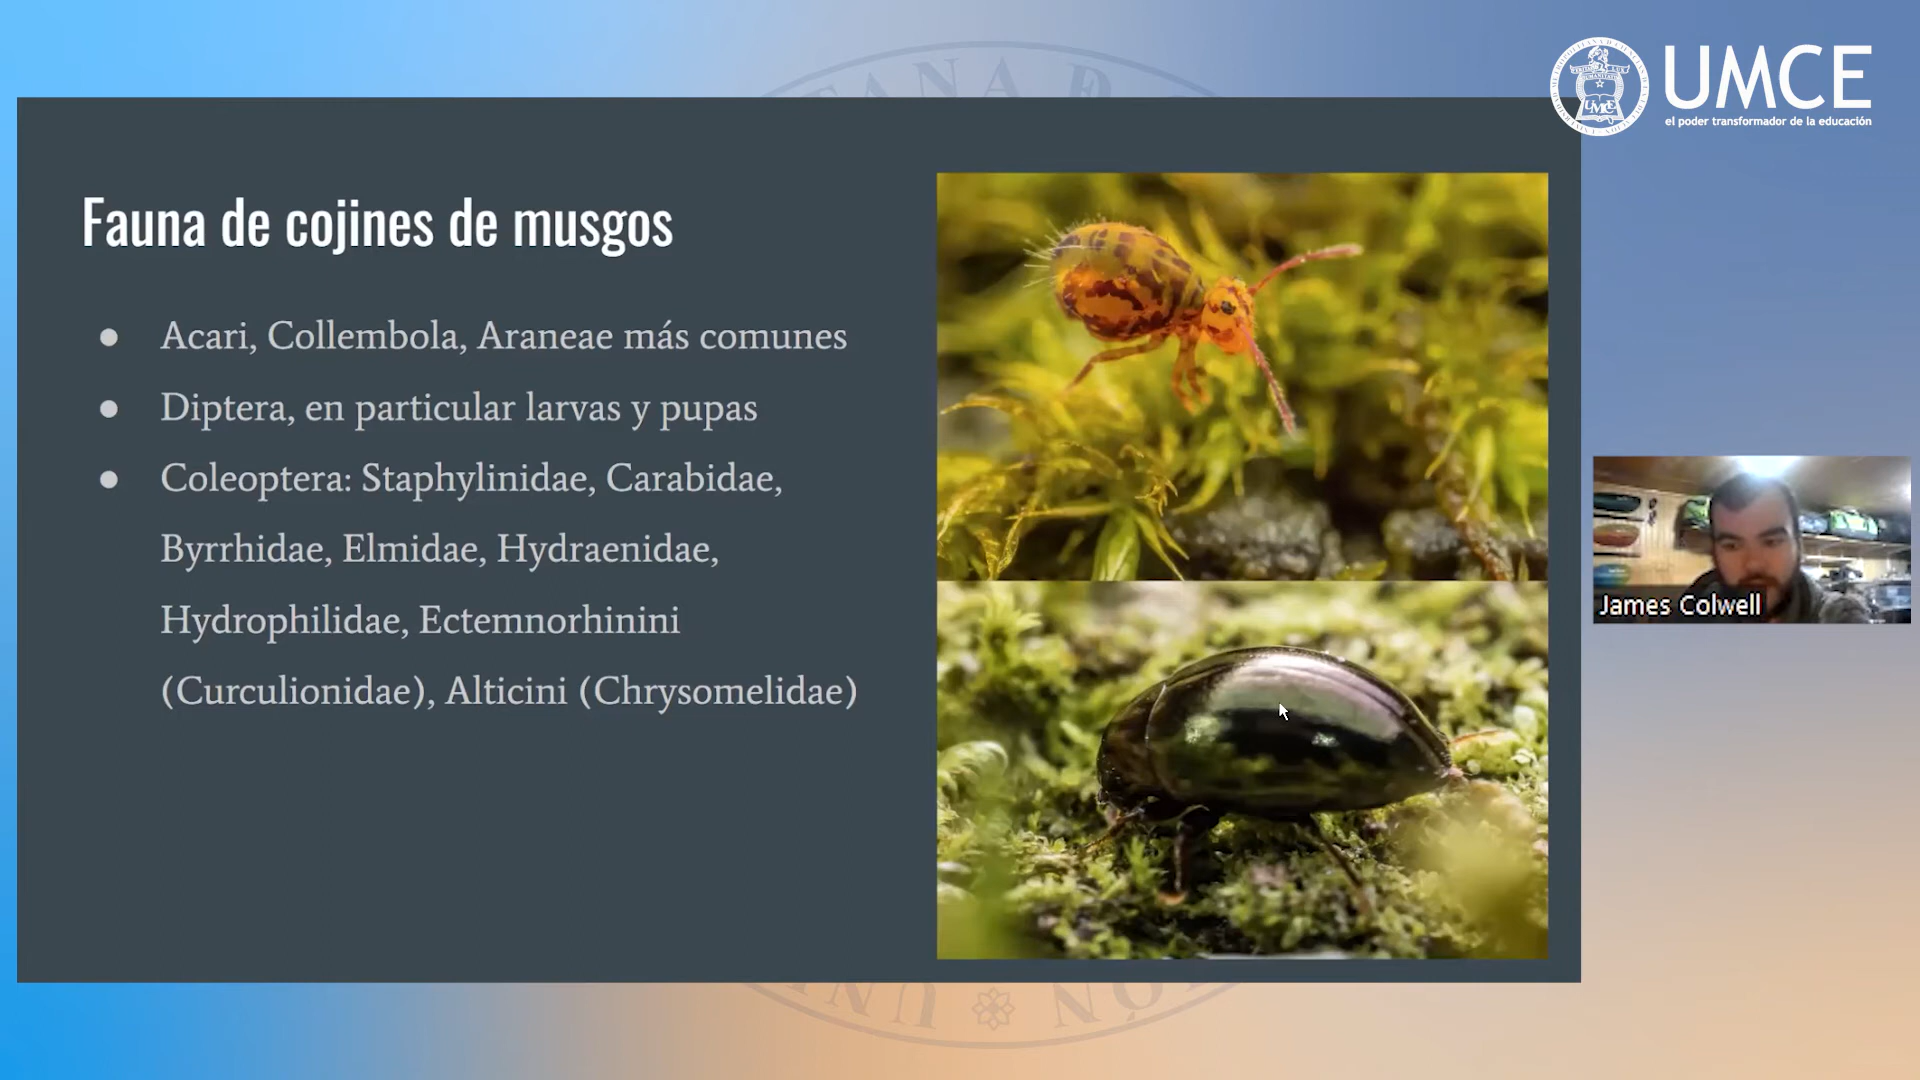 UMCE
el poder transformador de la educación
Fauna de cojines de musgos
Acari, Collembola, Araneae más comunes
Diptera, en particular larvas y pupas
Coleoptera: Staphylinidae, Carabidae,
Byrrhidae, Elmidae, Hydraenidae,
Hydrophilidae, Ectemnorhinini
(Curculionidae), Alticini (Chrysomelidae)
James Colwell